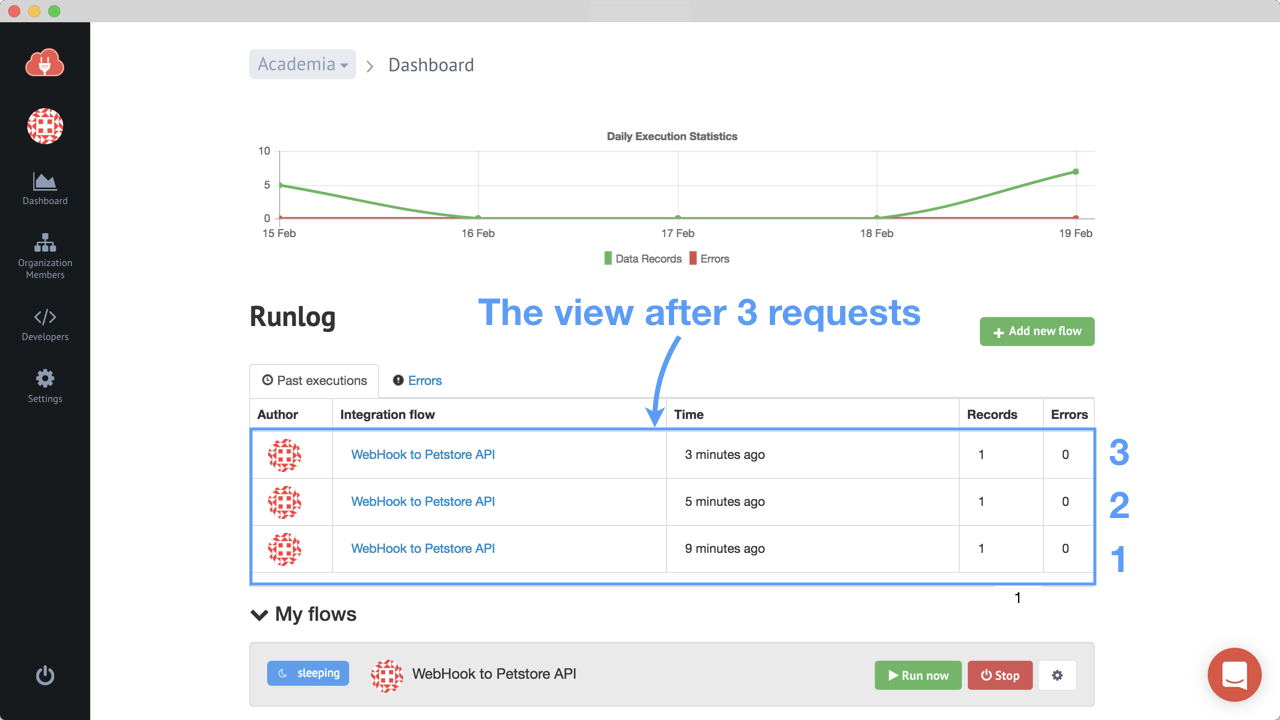 Academia
Dashboard
Daily Execution Statistics
10
5
0
15 Feb 16 Feb 17 Feb 18 Feb 19 Feb
Data Records Errors
Dashboard
Organization
Members
Developers
Settings
Runlog
The view after 3 requests
Add new flow
Past executions Errors
Author Integration flow Time Records Errors
WebHook to Petstore API 3 minutes ago 1 0 3
WebHook to Petstore API 5 minutes ago 1 0 2
WebHook to Petstore API 9 minutes ago 1 0 1
1
My flows
sleeping WebHook to Petstore API Run now Stop